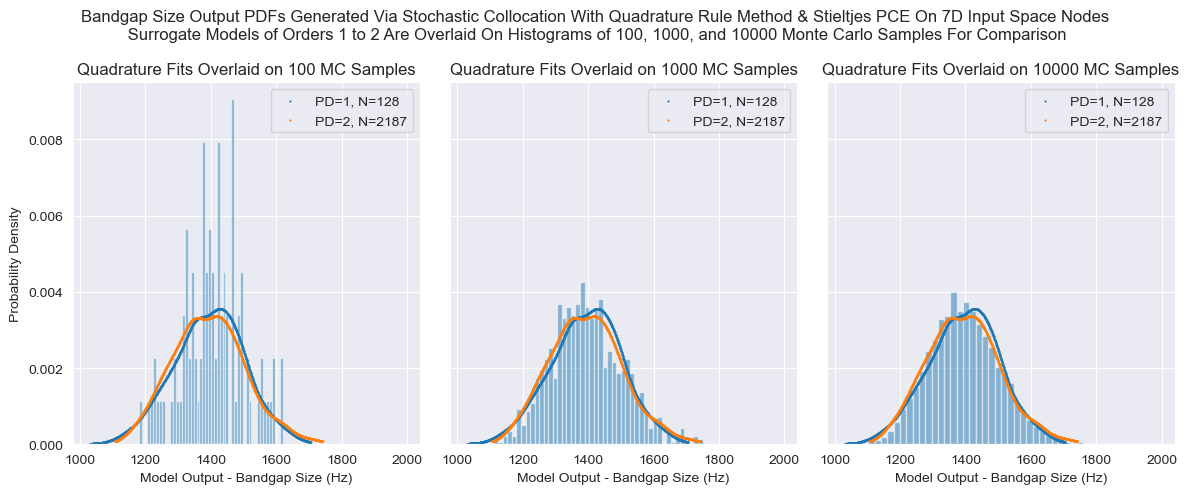 Bandgap Size Output PDFs Generated Via Stochastic Collocation With Quadrature Rule Method & Stieltjes PCE On 7D Input Space Nodes
Surrogate Models of Orders 1 to 2 Are Overlaid On Histograms of 100, 1000, and 10000 Monte Carlo Samples For Comparison
Quadrature Fits Overlaid on 100 MC Samples
PD=1, N=128
PD=2, N=2187
0.008
0.006
0.004
0.002
0.000
Probability Density
1000 1200 1400 1600 1800 2000
Model Output - Bandgap Size (Hz)
Quadrature Fits Overlaid on 1000 MC Samples
PD=1, N=128
PD=2, N=2187
1000 1200 1400 1600 1800 2000
Model Output - Bandgap Size (Hz)
Quadrature Fits Overlaid on 10000 MC Samples
PD=1, N=128
PD=2, N=2187
1000 1200 1400 1600 1800 2000
Model Output - Bandgap Size (Hz)